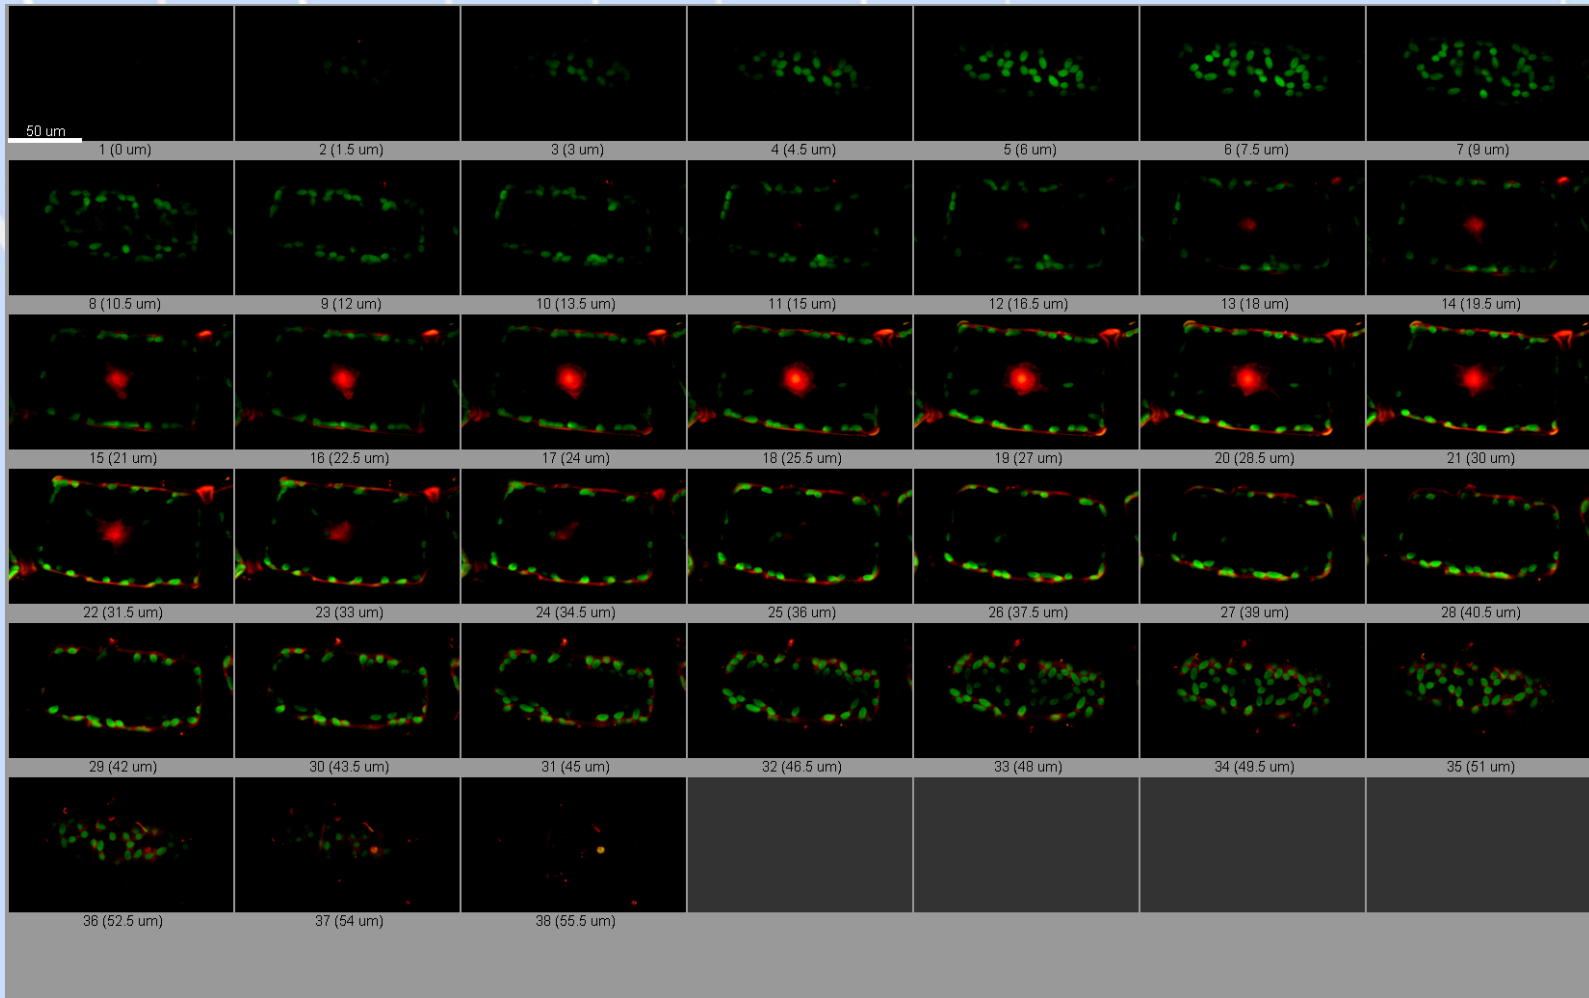 50 um
1 (0 um) 2 (1.5 um) 3 (3 um) 4 (4.5 um) 5 (6 um) 6 (7.5 um) 7 (9 um)
8 (10.5 um) 9 (12 um) 10 (13.5 um) 11 (15 um) 12 (16.5 um) 13 (18 um) 14 (19.5 um)
15 (21 um) 16 (22.5 um) 17 (24 um) 18 (25.5 um) 19 (27 um) 20 (28.5 um) 21 (30 um)
22 (31.5 um) 23 (33 um) 24 (34.5 um) 25 (36 um) 26 (37.5 um) 27 (39 um) 28 (40.5 um)
29 (42 um) 30 (43.5 um) 31 (45 um) 32 (46.5 um) 33 (48 um) 34 (49.5 um) 35 (51 um)
36 (52.5 um) 37 (54 um) 38 (55.5 um)